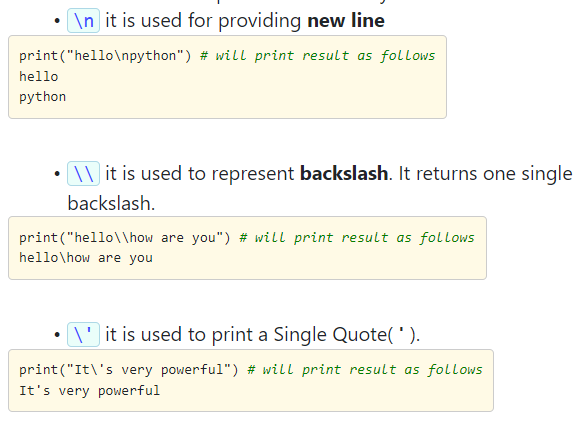 • \n it is used for providing new line
print("hello\npython") # will print result as follows
hello
python
• \\ it is used to represent backslash. It returns one single
backslash.
print("hello\\how are you") # will print result as follows
hello\how are you
• \' it is used to print a Single Quote( ' ).
print("It\'s very powerful") # will print result as follows
It's very powerful